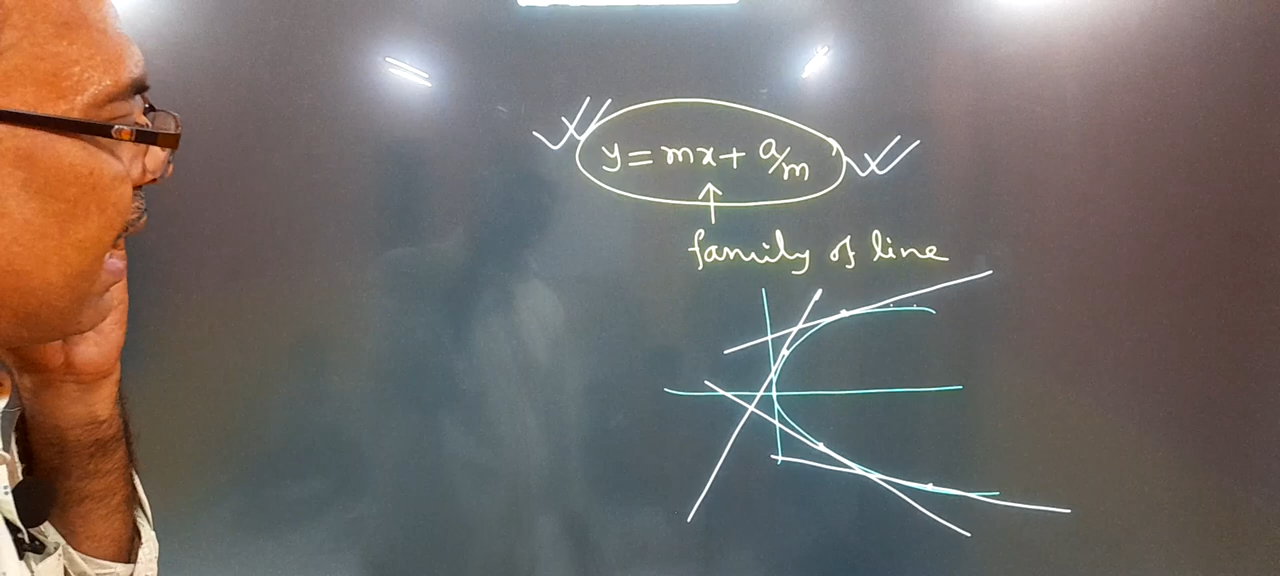 y = mx + a/m
family of line